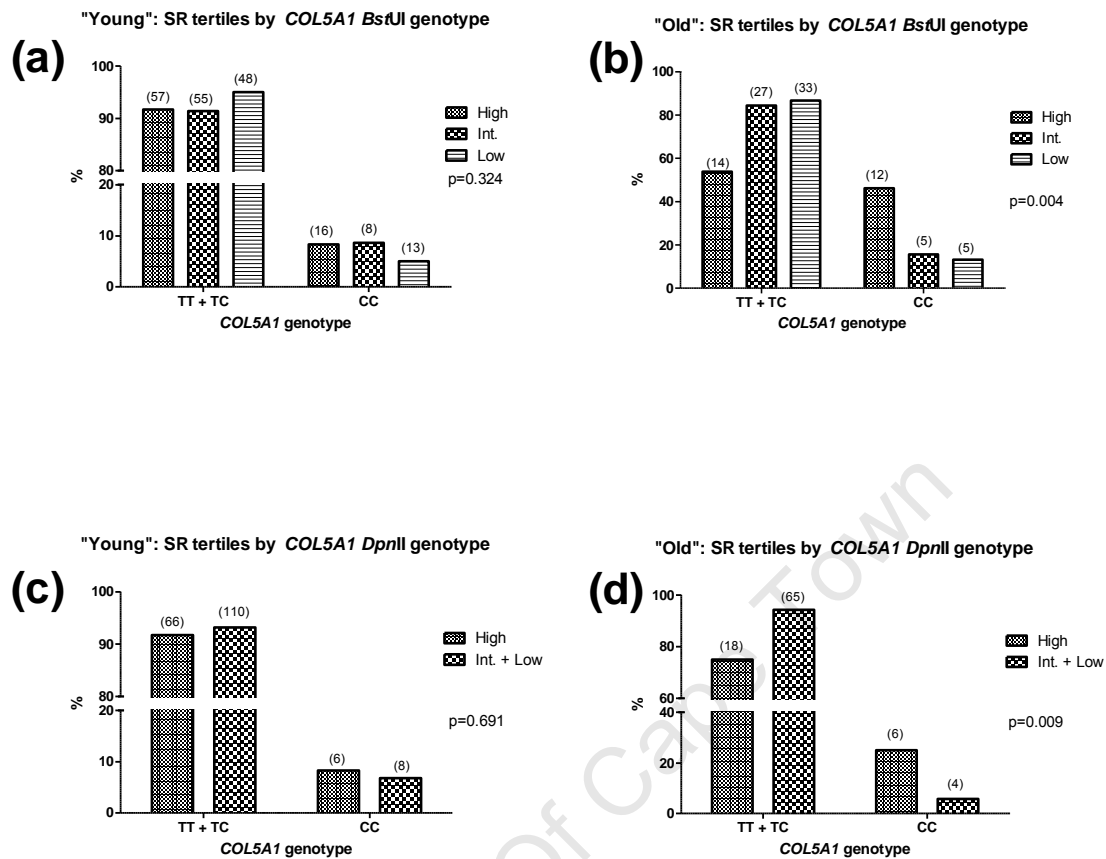 "Young": SR tertiles by COL5A1 BstUI genotype
(a)
100
90
80
20
10
0
%
(57)
(55)
(48)
(16)
(8)
(13)
High
Int.
Low
p=0.324
TT + TC
CC
COL5A1 genotype
"Old": SR tertiles by COL5A1 BstUI genotype
(b)
100
80
60
40
20
0
%
(14)
(27)
(33)
(12)
(5)
(5)
High
Int.
Low
p=0.004
TT + TC
CC
COL5A1 genotype
"Young": SR tertiles by COL5A1 DpnII genotype
(c)
100
90
80
20
10
0
%
(66)
(110)
(6)
(8)
High
Int. + Low
p=0.691
TT + TC
CC
COL5A1 genotype
"Old": SR tertiles by COL5A1 DpnII genotype
(d)
100
80
60
40
20
0
%
(18)
(65)
(6)
(4)
High
Int. + Low
p=0.009
TT + TC
CC
COL5A1 genotype
Of Cape Town